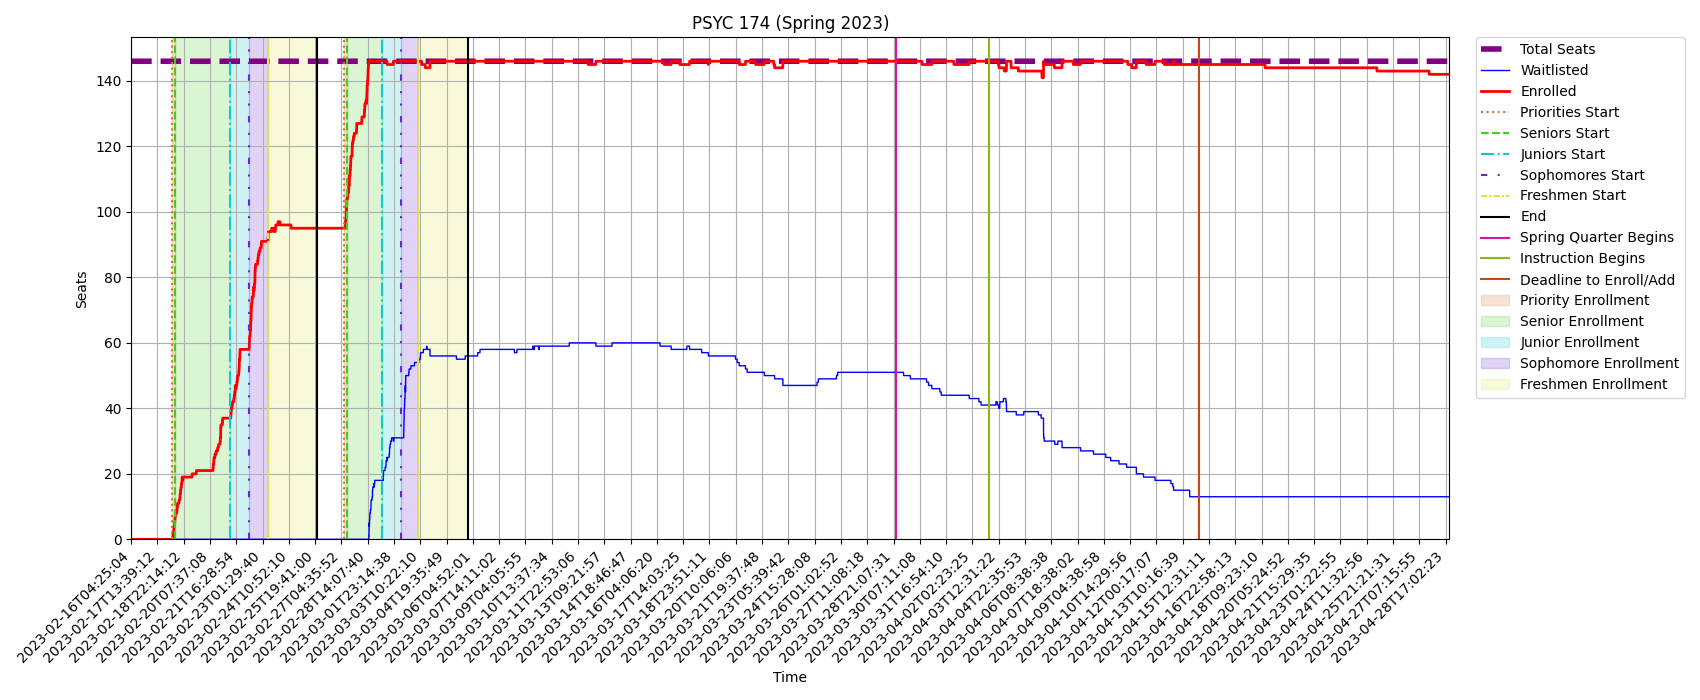 PSYC 174 (Spring 2023)
Seats
140
120
100
80
60
40
20
0
2023-02-16T04:25:04
2023-02-17T13:39:12
2023-02-18T22:14:12
2023-02-20T07:37:08
2023-02-21T16:28:54
2023-02-23T01:29:40
2023-02-24T10:52:10
2023-02-25T19:41:00
2023-02-27T04:35:52
2023-02-28T14:07:40
2023-03-01T23:14:38
2023-03-03T10:22:10
2023-03-04T19:35:49
2023-03-06T04:52:01
2023-03-07T14:11:02
2023-03-09T04:05:55
2023-03-10T13:37:34
2023-03-11T22:53:06
2023-03-13T09:21:57
2023-03-14T18:46:47
2023-03-16T04:06:20
2023-03-17T14:03:25
2023-03-18T23:51:11
2023-03-20T10:06:06
2023-03-21T19:37:48
2023-03-23T05:39:42
2023-03-24T15:28:08
2023-03-26T01:02:52
2023-03-27T11:08:18
2023-03-28T21:07:31
2023-03-30T07:11:08
2023-03-31T16:54:10
2023-04-02T02:23:25
2023-04-03T12:31:22
2023-04-04T22:35:53
2023-04-06T08:38:38
2023-04-07T18:38:02
2023-04-09T04:38:58
2023-04-10T14:29:56
2023-04-12T00:17:07
2023-04-13T10:16:39
2023-04-15T12:31:11
2023-04-16T22:58:13
2023-04-18T09:23:10
2023-04-20T05:24:52
2023-04-21T15:29:35
2023-04-23T01:22:55
2023-04-24T11:32:56
2023-04-25T21:21:31
2023-04-27T07:15:55
2023-04-28T17:02:23
Time
Total Seats
Waitlisted
Enrolled
Priorities Start
Seniors Start
Juniors Start
Sophomores Start
Freshmen Start
End
Spring Quarter Begins
Instruction Begins
Deadline to Enroll/Add
Priority Enrollment
Senior Enrollment
Junior Enrollment
Sophomore Enrollment
Freshmen Enrollment